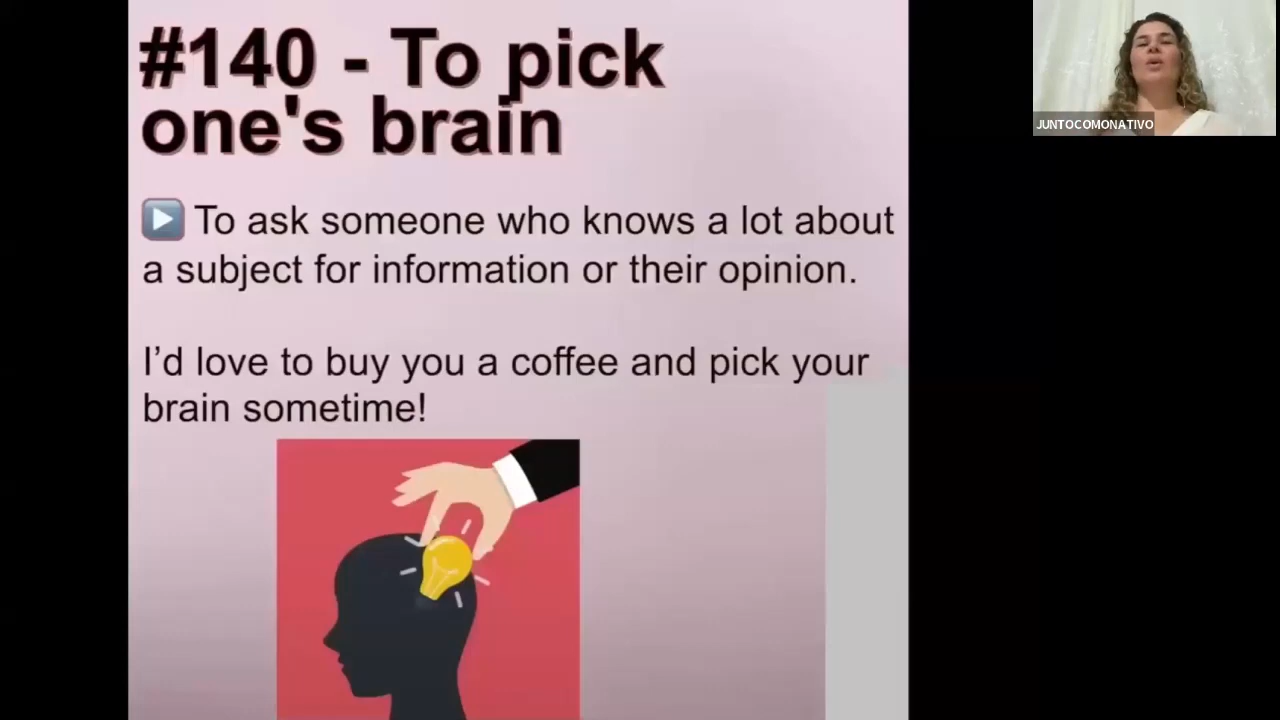 #140 - To pick
one's brain
▶️ To ask someone who knows a lot about
a subject for information or their opinion.
I’d love to buy you a coffee and pick your
brain sometime!
JUNTOCOMONATIVO